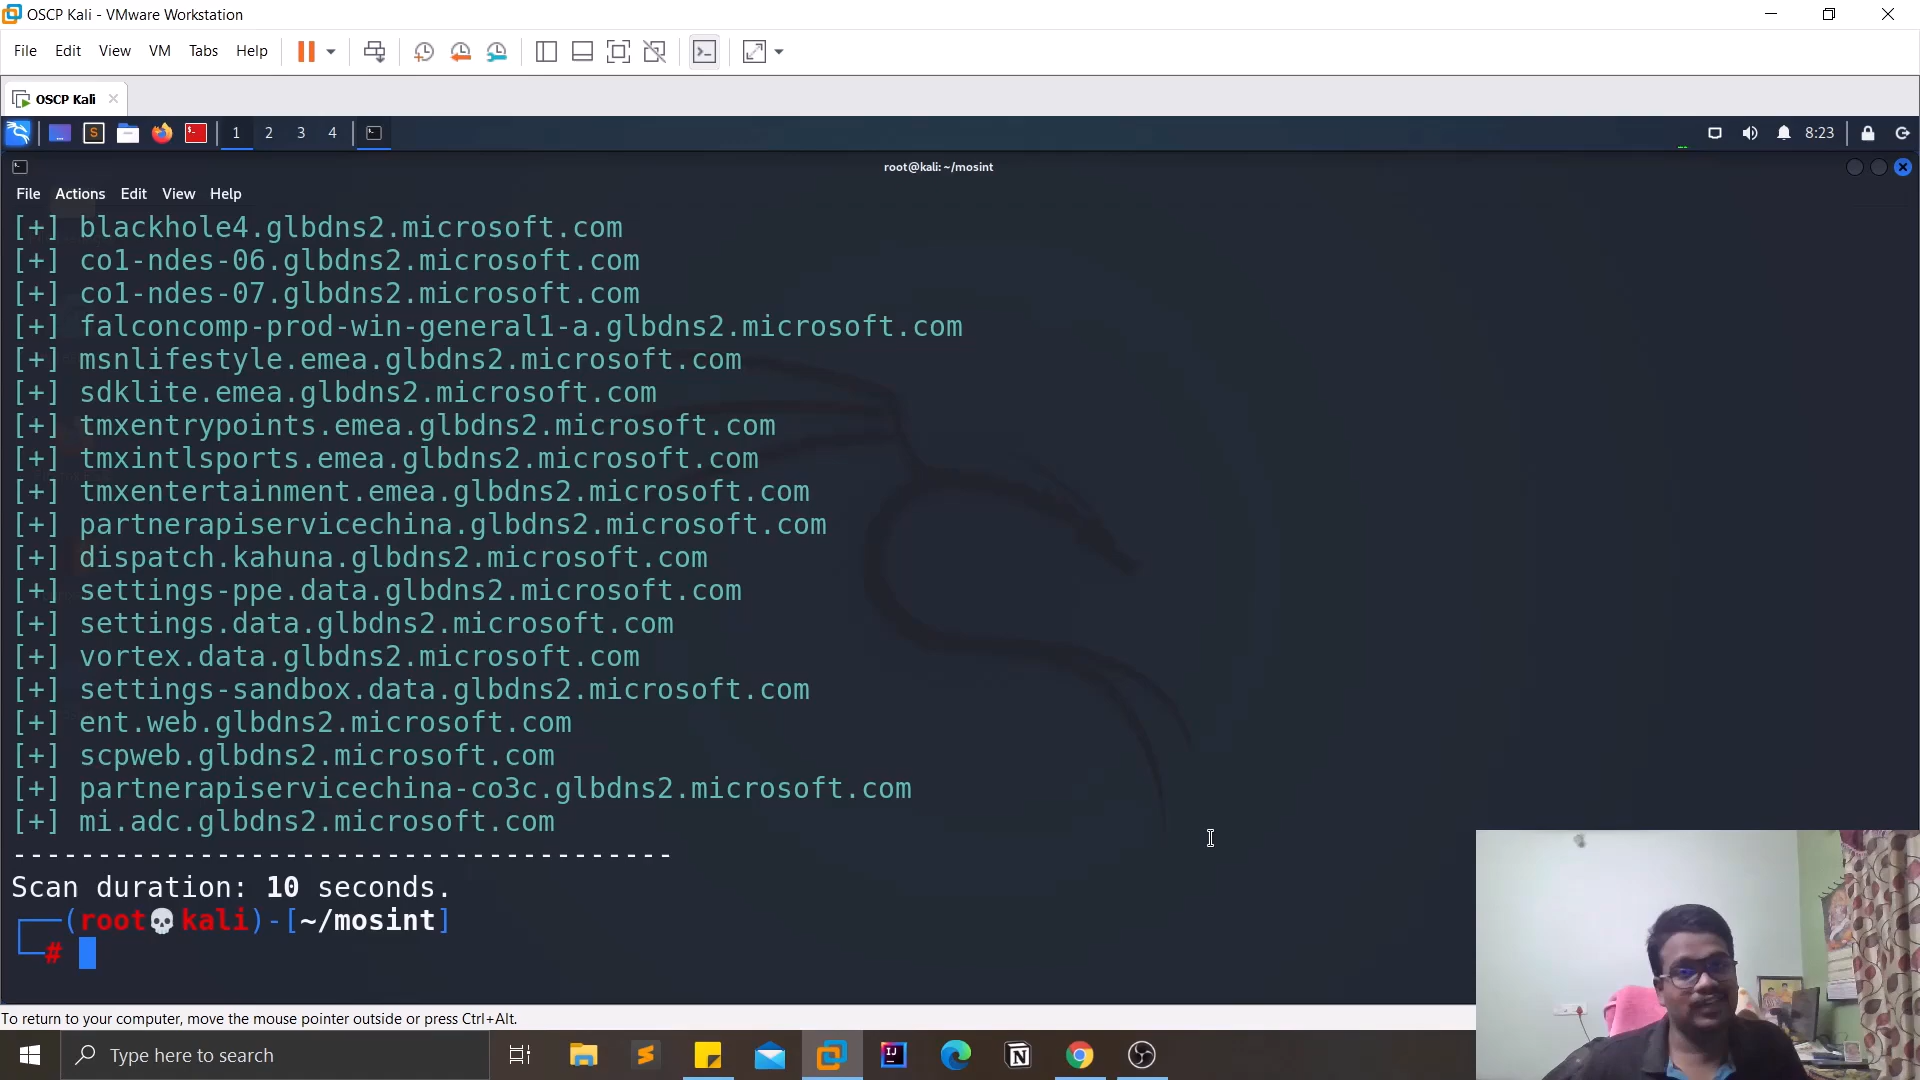 OSCP Kali - VMware Workstation
File Edit View VM Tabs Help
OSCP Kali
1 2 3 4
8:23
root@kali: ~/mosint
File Actions Edit View Help
[+] blackhole4.glbdns2.microsoft.com
[+] co1-ndes-06.glbdns2.microsoft.com
[+] co1-ndes-07.glbdns2.microsoft.com
[+] falconcomp-prod-win-general1-a.glbdns2.microsoft.com
[+] msnlifestyle.emea.glbdns2.microsoft.com
[+] sdklite.emea.glbdns2.microsoft.com
[+] tmxentrypoints.emea.glbdns2.microsoft.com
[+] tmxintlsports.emea.glbdns2.microsoft.com
[+] tmxentertainment.emea.glbdns2.microsoft.com
[+] partnerapiservicechina.glbdns2.microsoft.com
[+] dispatch.kahuna.glbdns2.microsoft.com
[+] settings-ppe.data.glbdns2.microsoft.com
[+] settings.data.glbdns2.microsoft.com
[+] vortex.data.glbdns2.microsoft.com
[+] settings-sandbox.data.glbdns2.microsoft.com
[+] ent.web.glbdns2.microsoft.com
[+] scpweb.glbdns2.microsoft.com
[+] partnerapiservicechina-co3c.glbdns2.microsoft.com
[+] mi.adc.glbdns2.microsoft.com
---------------------------------------
Scan duration: 10 seconds.
┌──(root💀kali)-[~/mosint]
└─#
To return to your computer, move the mouse pointer outside or press Ctrl+Alt.
Type here to search